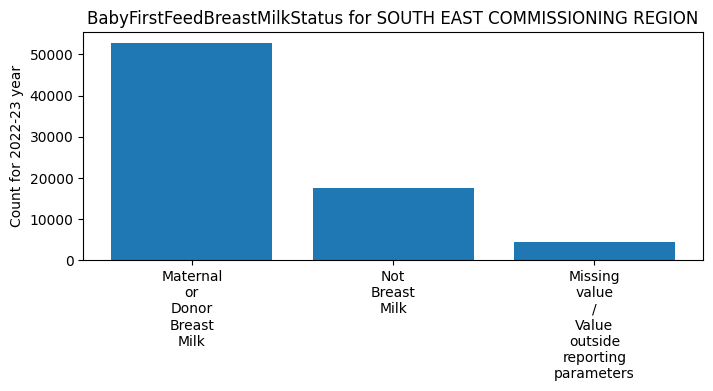 BabyFirstFeedBreastMilkStatus for SOUTH EAST COMMISSIONING REGION
Count for 2022-23 year
50000
40000
30000
20000
10000
0
Maternal
or
Donor
Breast
Milk
Not
Breast
Milk
Missing
value
/
Value
outside
reporting
parameters